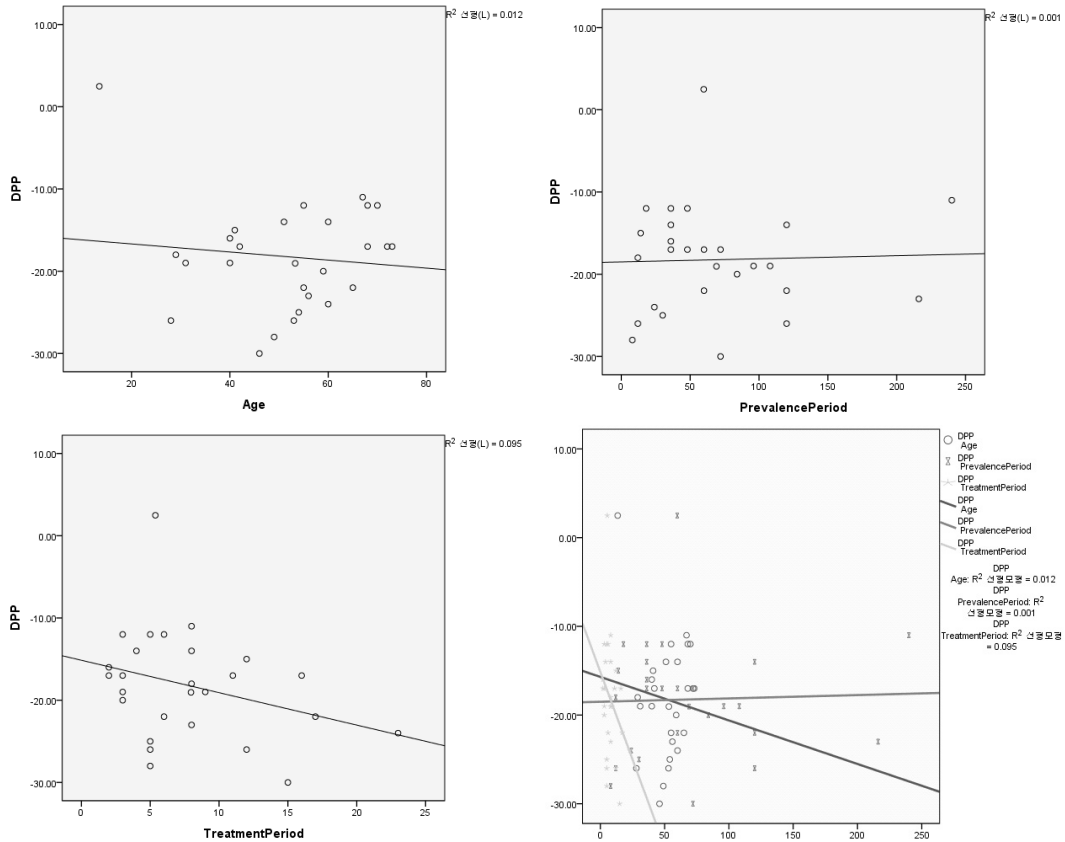 R² 선형(L) = 0.012
10.00
0.00
-10.00
-20.00
-30.00
DPP
20
40
60
80
Age
R² 선형(L) = 0.001
10.00
0.00
-10.00
-20.00
-30.00
DPP
0
50
100
150
200
250
PrevalencePeriod
R² 선형(L) = 0.095
10.00
0.00
-10.00
-20.00
-30.00
DPP
0
5
10
15
20
25
TreatmentPeriod
10.00
0.00
-10.00
-20.00
-30.00
0
50
100
150
200
250
DPP
Age
DPP
PrevalencePeriod
DPP
TreatmentPeriod
DPP
Age
DPP
PrevalencePeriod
DPP
TreatmentPeriod
DPP
Age: R² 선형모형 = 0.012
DPP
PrevalencePeriod: R²
선형모형 = 0.001
DPP
TreatmentPeriod: R² 선형모형
= 0.095